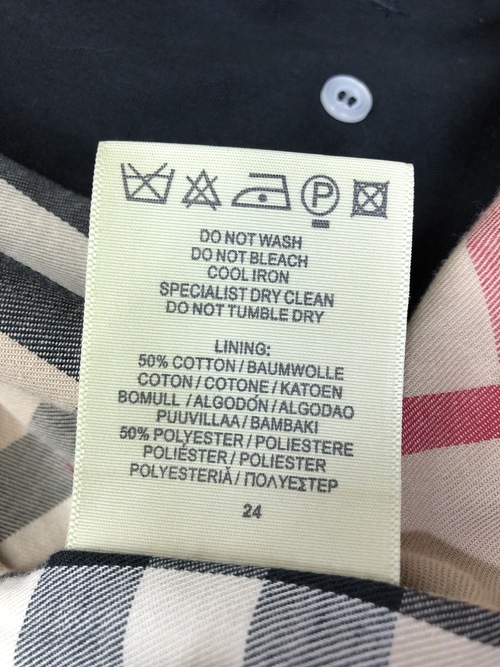 P
DO NOT WASH
DO NOT BLEACH
COOL IRON
SPECIALIST DRY CLEAN
DO NOT TUMBLE DRY
LINING:
50% COTTON / BAUMWOLLE
COTON / COTONE / KATOEN
BOMULL / ALGODÓN / ALGODAO
PUUVILLAA / BAMBAKI
50% POLYESTER / POLIESTERE
POLIÉSTER / POLIESTER
POLYESTERIÄ / ΠΟΛΥΕΣΤΕΡ
24